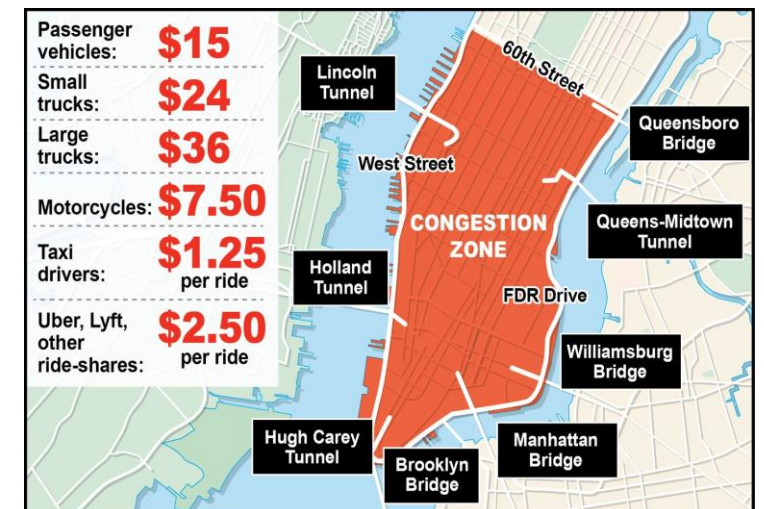 Passenger
vehicles:
$15
Small
trucks:
$24
Large
trucks:
$36
Motorcycles:
$7.50
Taxi
drivers:
$1.25
per ride
Uber, Lyft,
other
ride-shares:
$2.50
per ride
60th Street
Lincoln
Tunnel
Queensboro
Bridge
West Street
CONGESTION
ZONE
Queens-Midtown
Tunnel
Holland
Tunnel
FDR Drive
Williamsburg
Bridge
Hugh Carey
Tunnel
Manhattan
Bridge
Brooklyn
Bridge